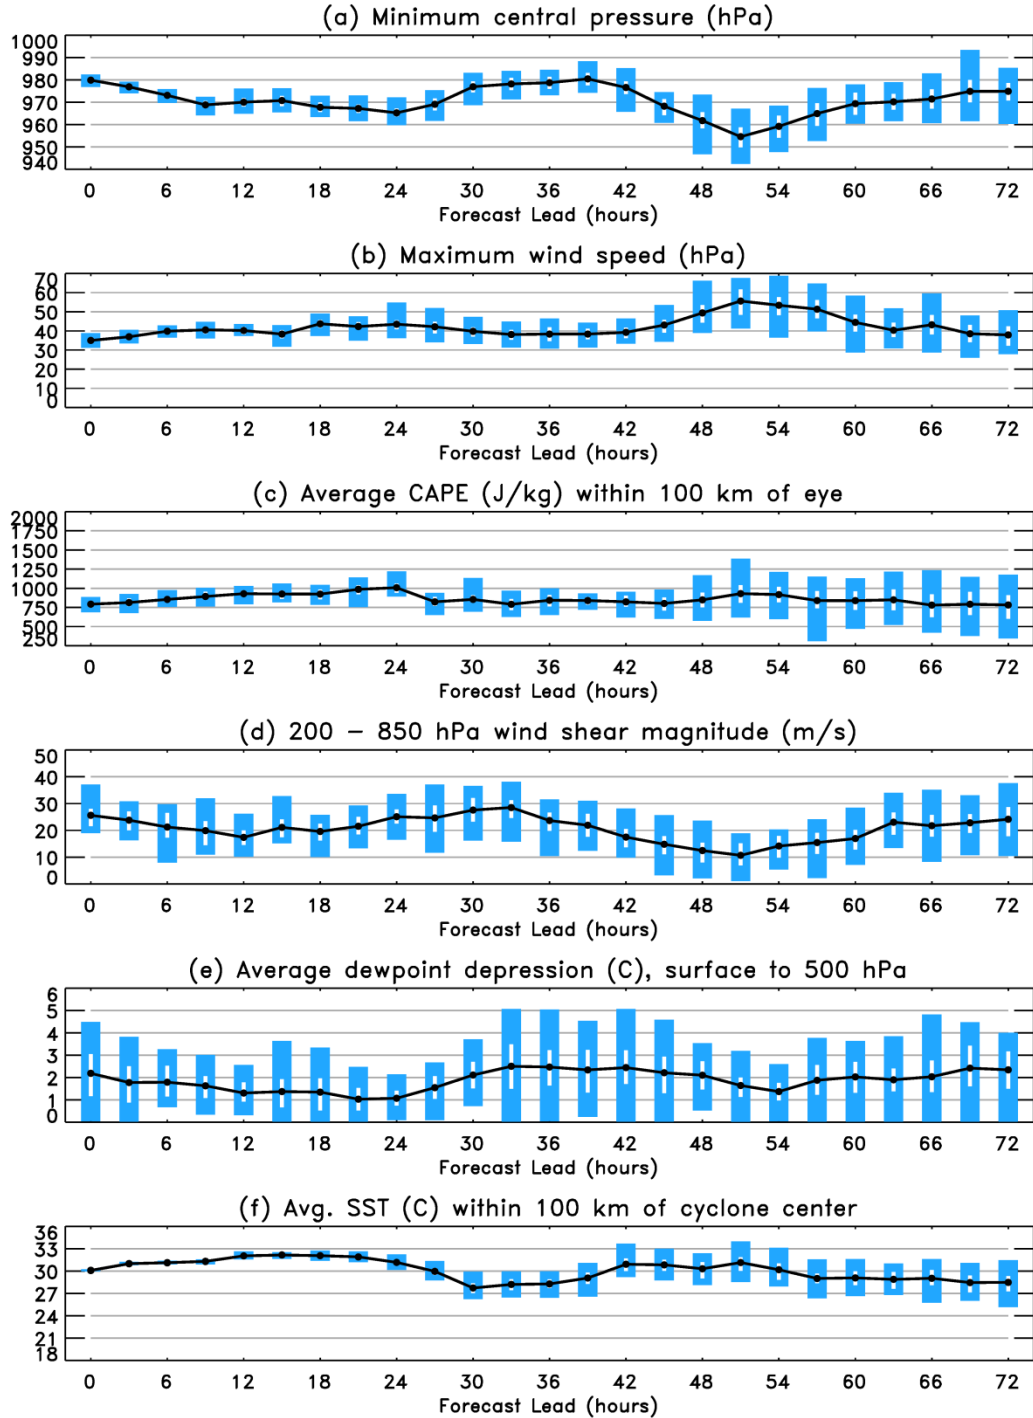 (a) Minimum central pressure (hPa)
1000
990
980
970
960
950
940
0 6 12 18 24 30 36 42 48 54 60 66 72
Forecast Lead (hours)
(b) Maximum wind speed (hPa)
70
60
50
40
30
20
10
0
0 6 12 18 24 30 36 42 48 54 60 66 72
Forecast Lead (hours)
(c) Average CAPE (J/kg) within 100 km of eye
2000
1750
1500
1250
1000
750
500
250
0 6 12 18 24 30 36 42 48 54 60 66 72
Forecast Lead (hours)
(d) 200 – 850 hPa wind shear magnitude (m/s)
50
40
30
20
10
0
0 6 12 18 24 30 36 42 48 54 60 66 72
Forecast Lead (hours)
(e) Average dewpoint depression (C), surface to 500 hPa
6
5
4
3
2
1
0
0 6 12 18 24 30 36 42 48 54 60 66 72
Forecast Lead (hours)
(f) Avg. SST (C) within 100 km of cyclone center
36
33
30
27
24
21
18
0 6 12 18 24 30 36 42 48 54 60 66 72
Forecast Lead (hours)